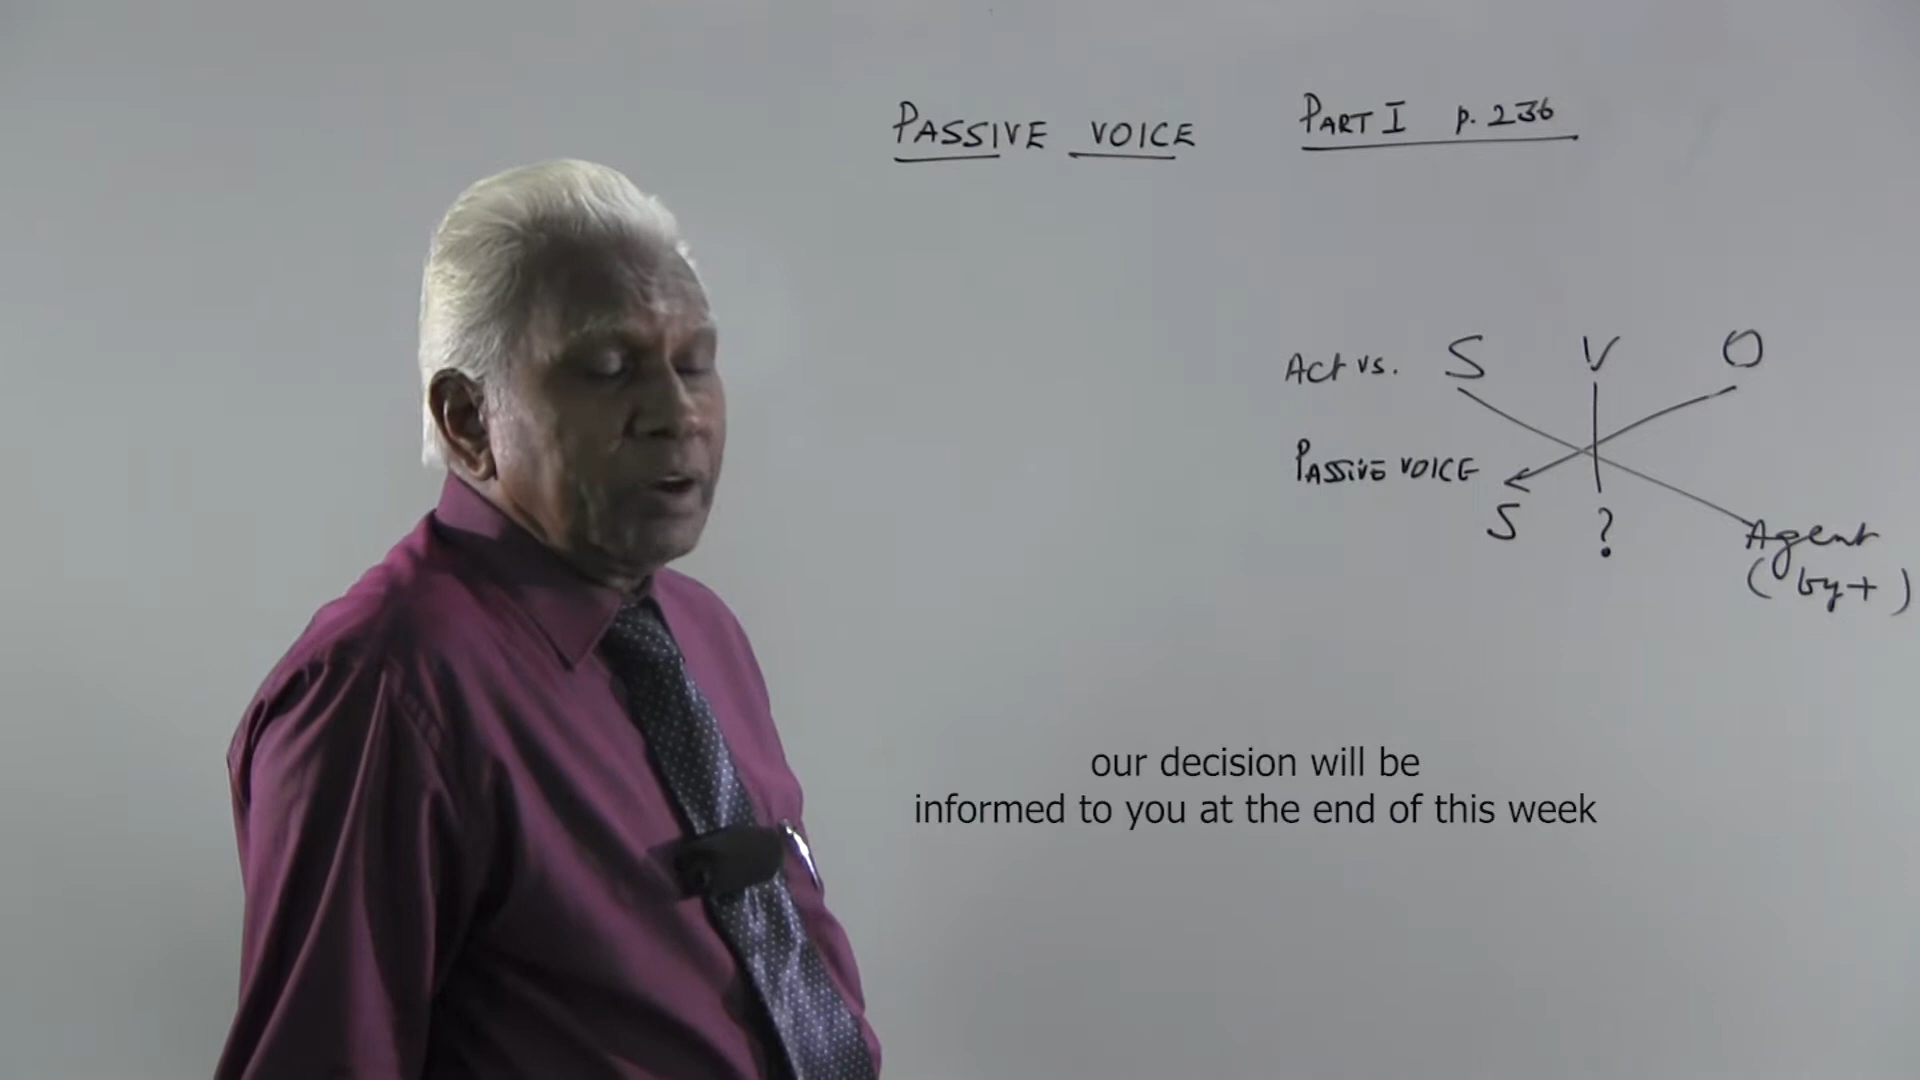 PASSIVE VOICE PART I p. 236
Act vs. S V O
PASSIVE VOICE
S ? Agent
(by+)
our decision will be
informed to you at the end of this week